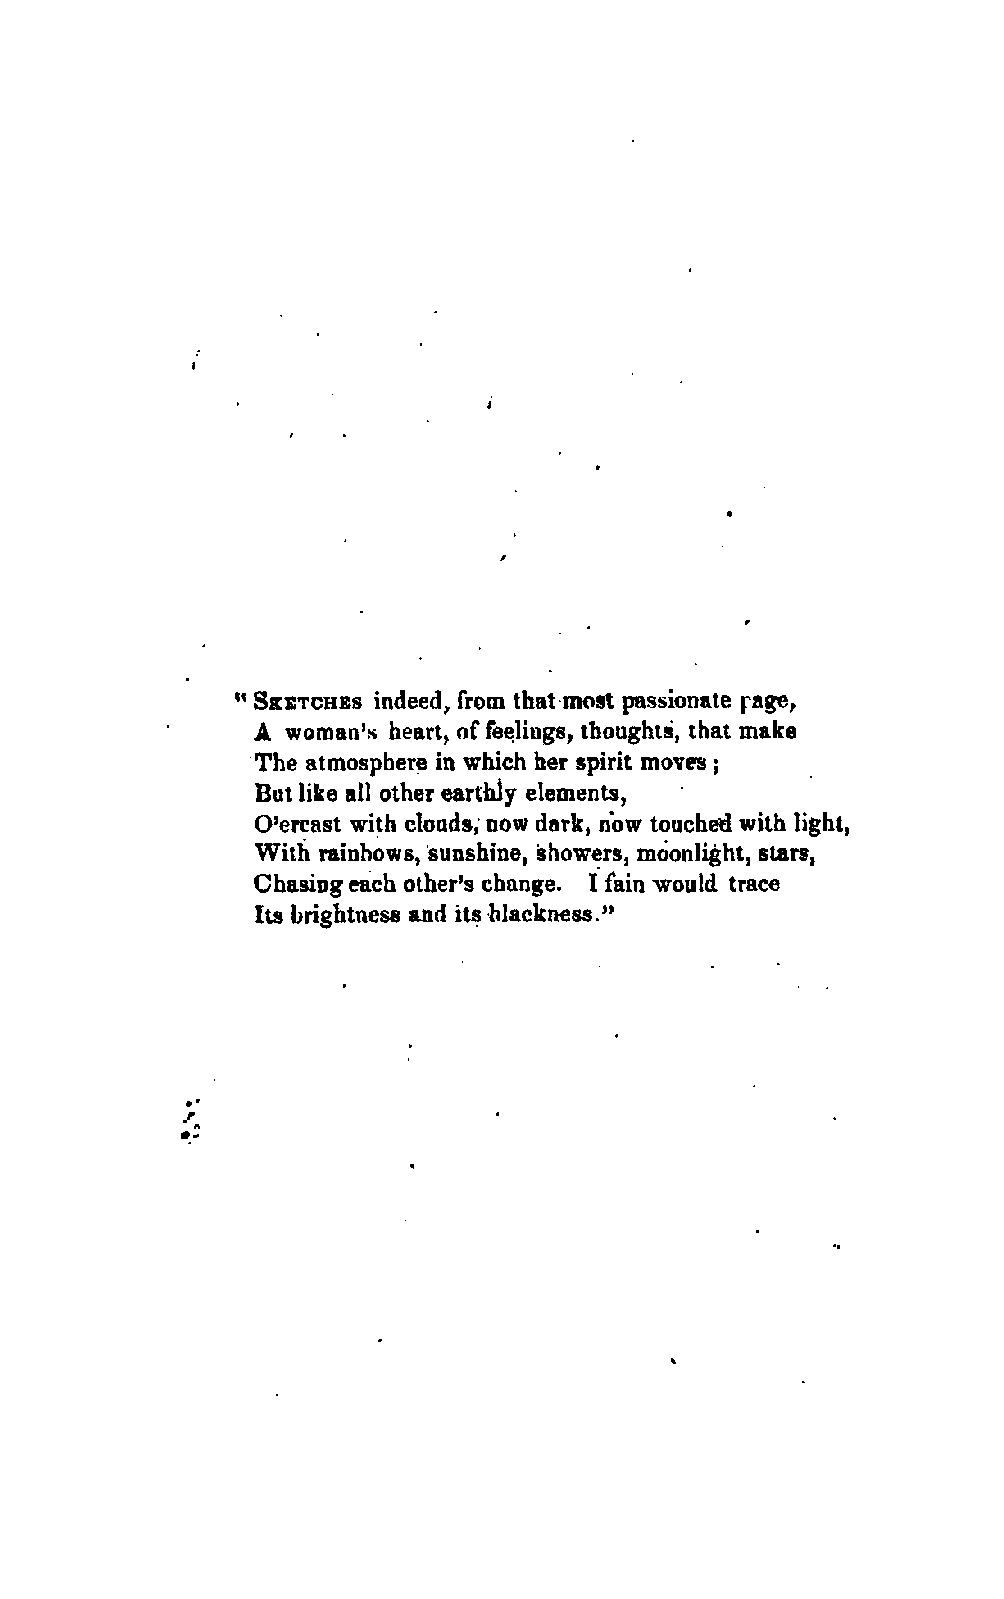 “ SKETCHES indeed, from that most passionate page,
A woman's heart, of feelings, thoughts, that make
The atmosphere in which her spirit moves ;
But like all other earthly elements,
O'ercast with clouds, now dark, now touched with light,
With rainbows, sunshine, showers, moonlight, stars,
Chasing each other's change. I fain would trace
Its brightness and its blackness.”